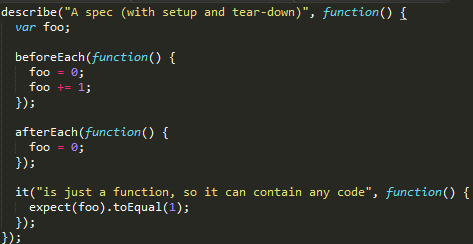 describe("A spec (with setup and tear-down)", function() {
  var foo;

  beforeEach(function() {
    foo = 0;
    foo += 1;
  });

  afterEach(function() {
    foo = 0;
  });

  it("is just a function, so it can contain any code", function() {
    expect(foo).toEqual(1);
  });
});